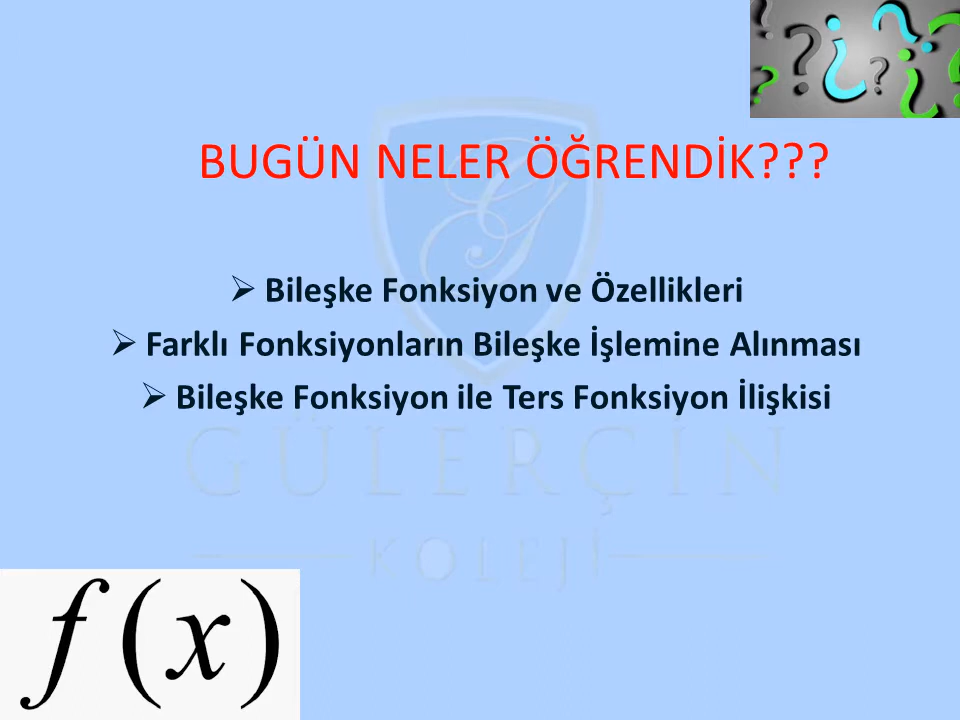 BUGÜN NELER ÖĞRENDİK???
Bileşke Fonksiyon ve Özellikleri
Farklı Fonksiyonların Bileşke İşlemine Alınması
Bileşke Fonksiyon ile Ters Fonksiyon İlişkisi
GÜLERÇİN
KOLEJİ
f(x)